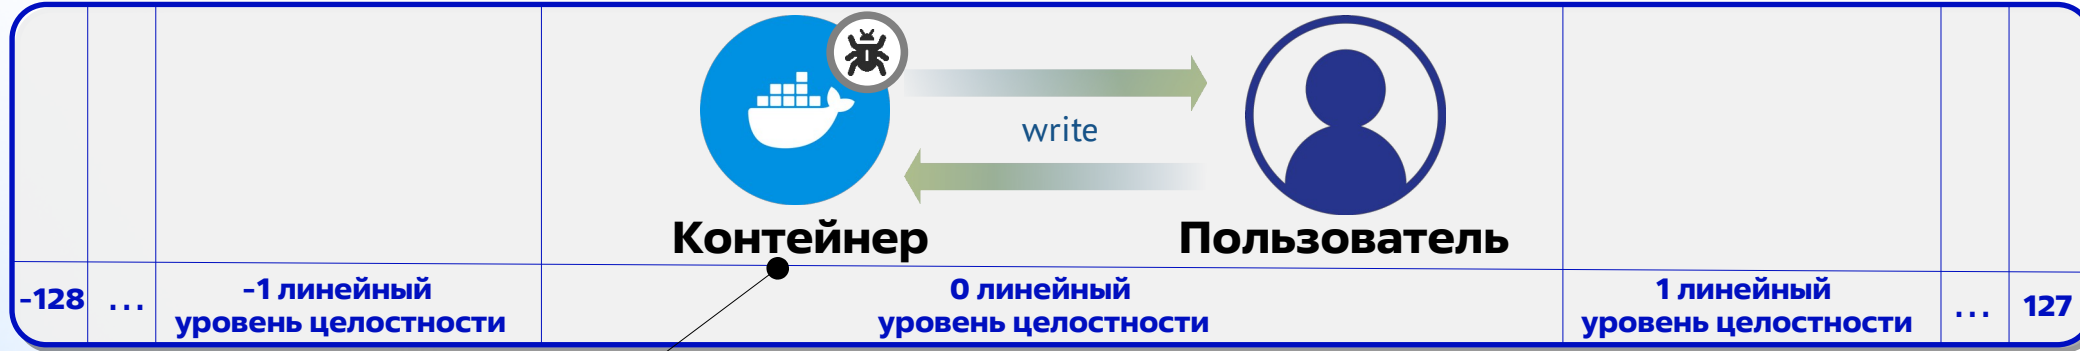 write
Контейнер
Пользователь
-128
...
-1 линейный
уровень целостности
0 линейный
уровень целостности
1 линейный
уровень целостности
...
127